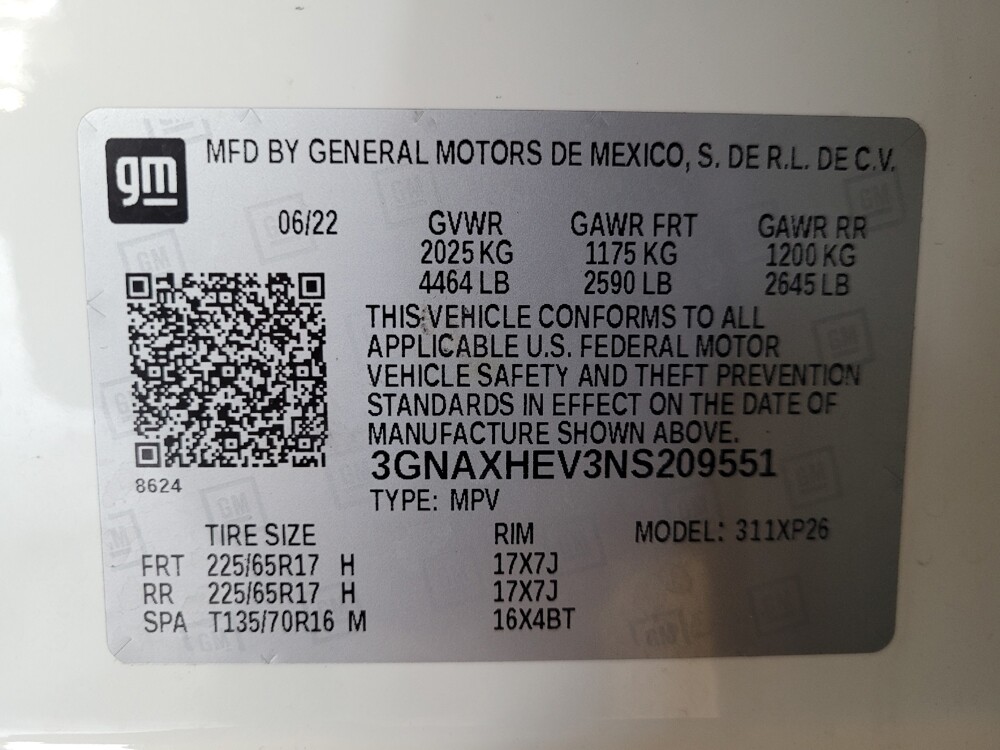 gm
MFD BY GENERAL MOTORS DE MEXICO, S. DE R.L. DE C.V.
06/22 GVWR GAWR FRT GAWR RR
2025 KG 1175 KG 1200 KG
4464 LB 2590 LB 2645 LB
THIS VEHICLE CONFORMS TO ALL
APPLICABLE U.S. FEDERAL MOTOR
VEHICLE SAFETY AND THEFT PREVENTION
STANDARDS IN EFFECT ON THE DATE OF
MANUFACTURE SHOWN ABOVE.
3GNAXHEV3NS209551
8624
TYPE: MPV
TIRE SIZE RIM MODEL: 311XP26
FRT 225/65R17 H 17X7J
RR 225/65R17 H 17X7J
SPA T135/70R16 M 16X4BT